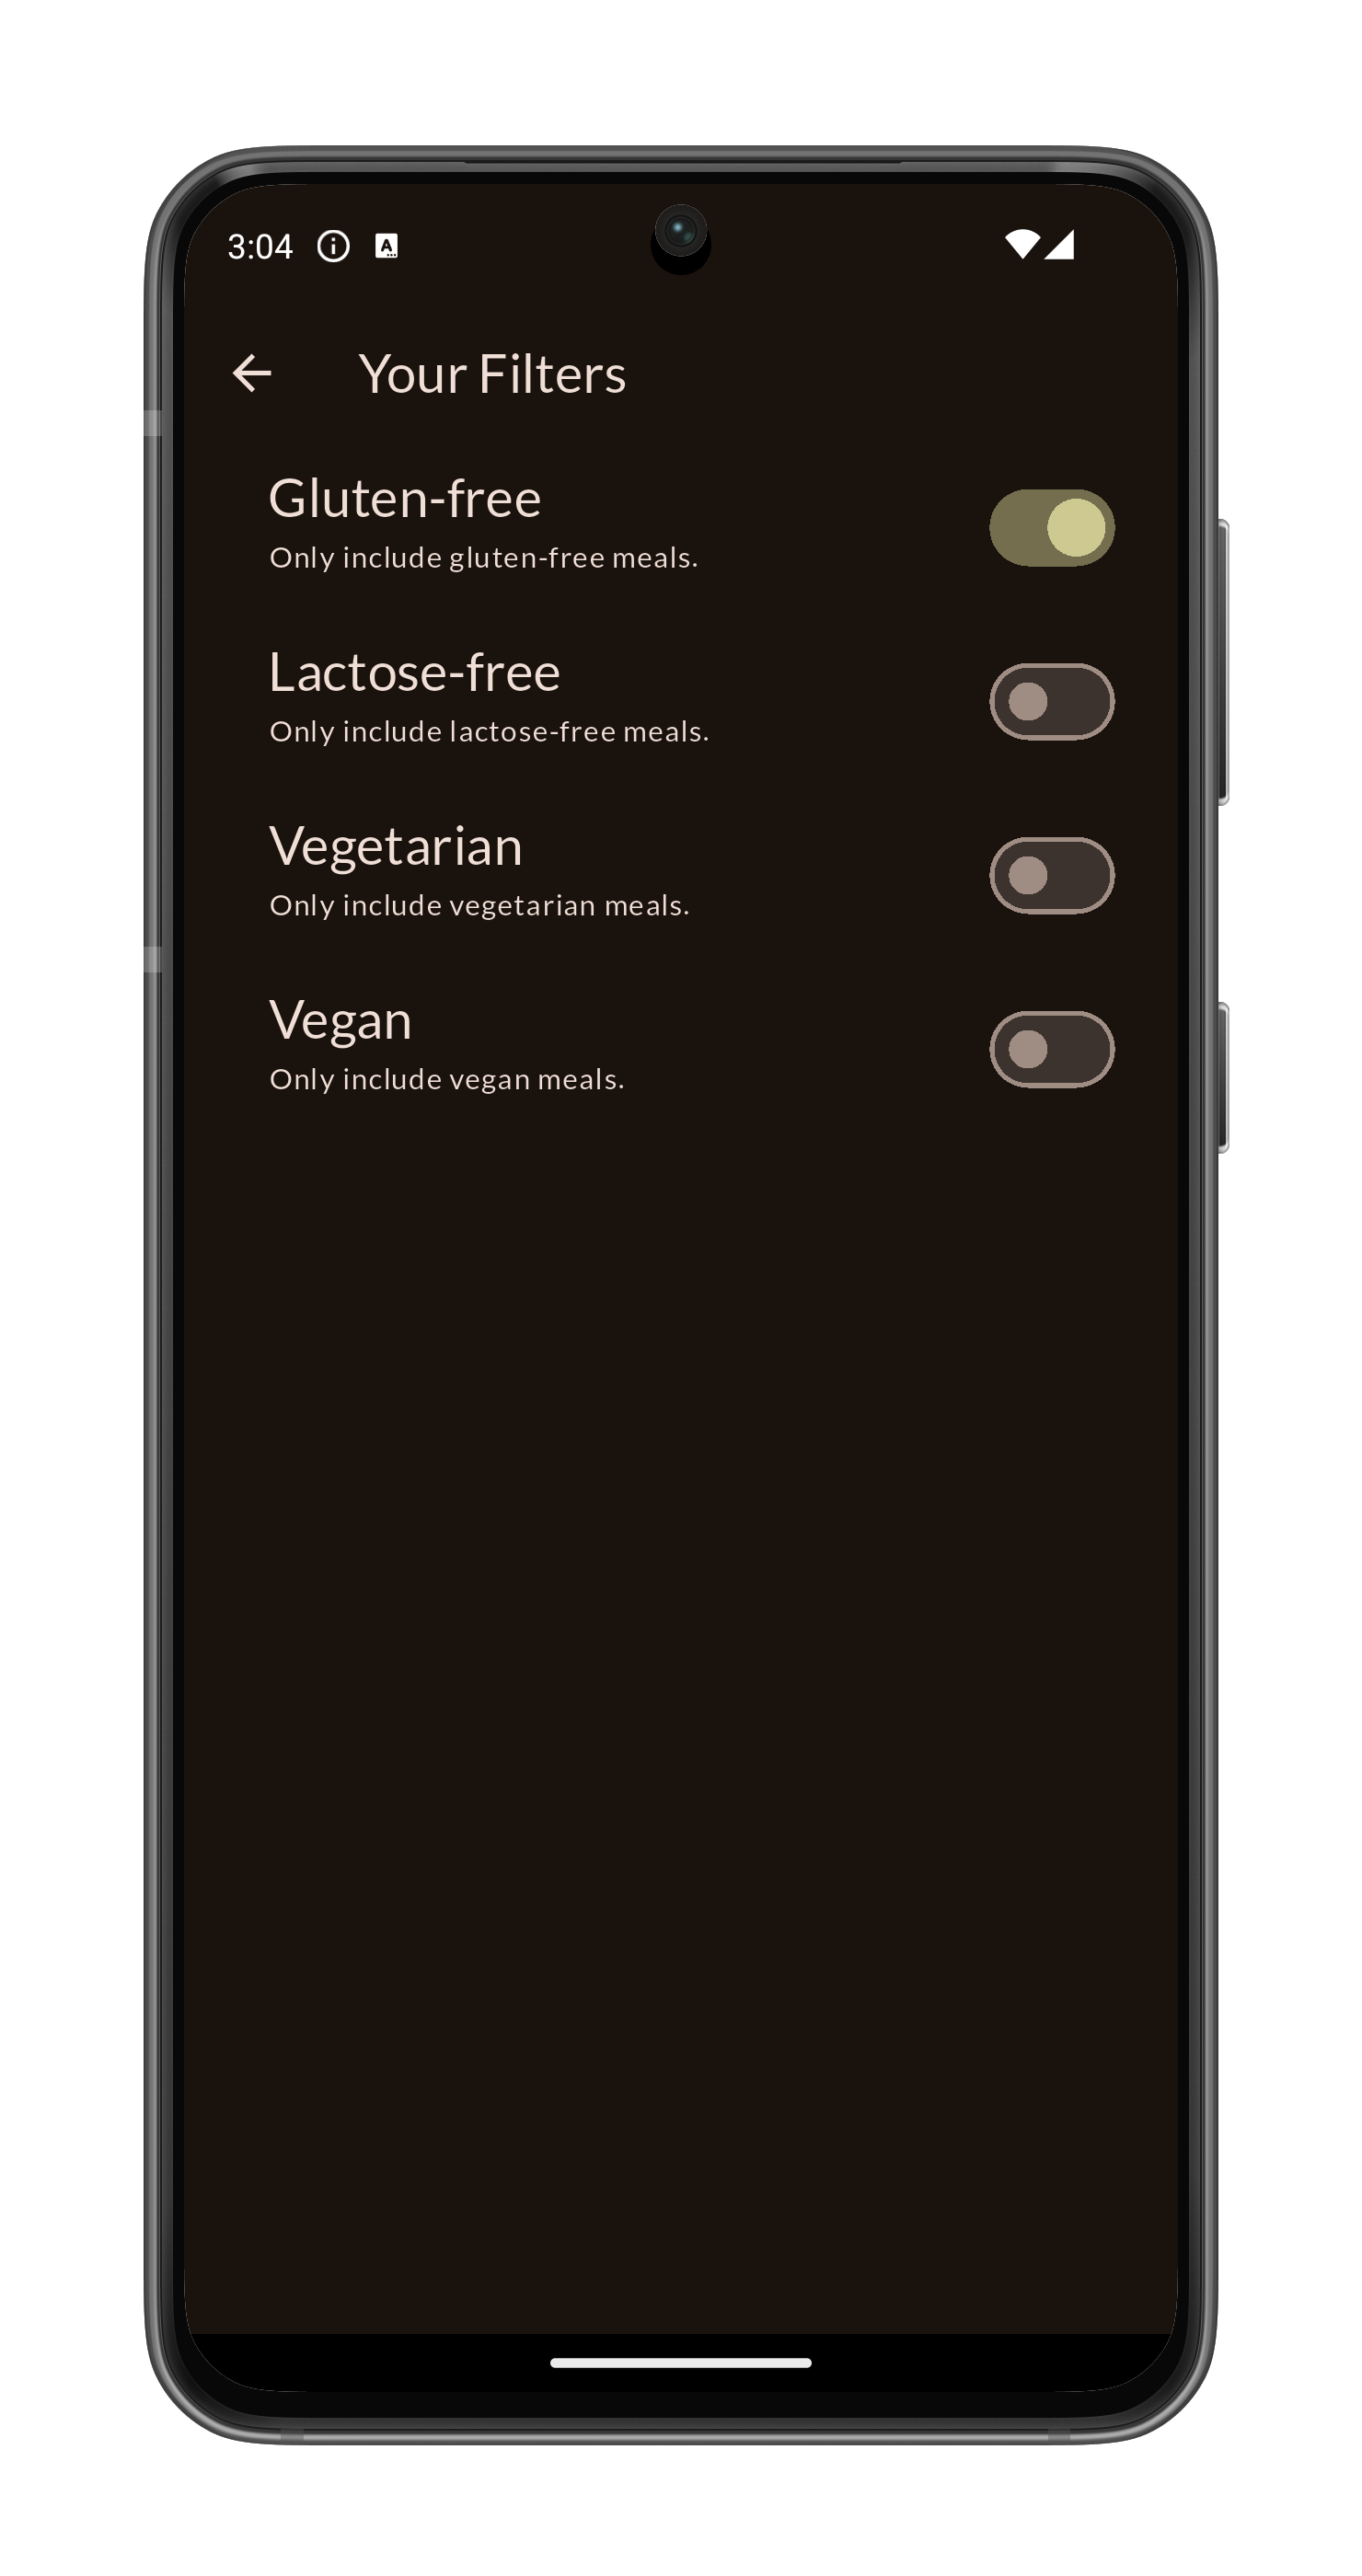 3:04
Your Filters
Gluten-free
Only include gluten-free meals.
Lactose-free
Only include lactose-free meals.
Vegetarian
Only include vegetarian meals.
Vegan
Only include vegan meals.